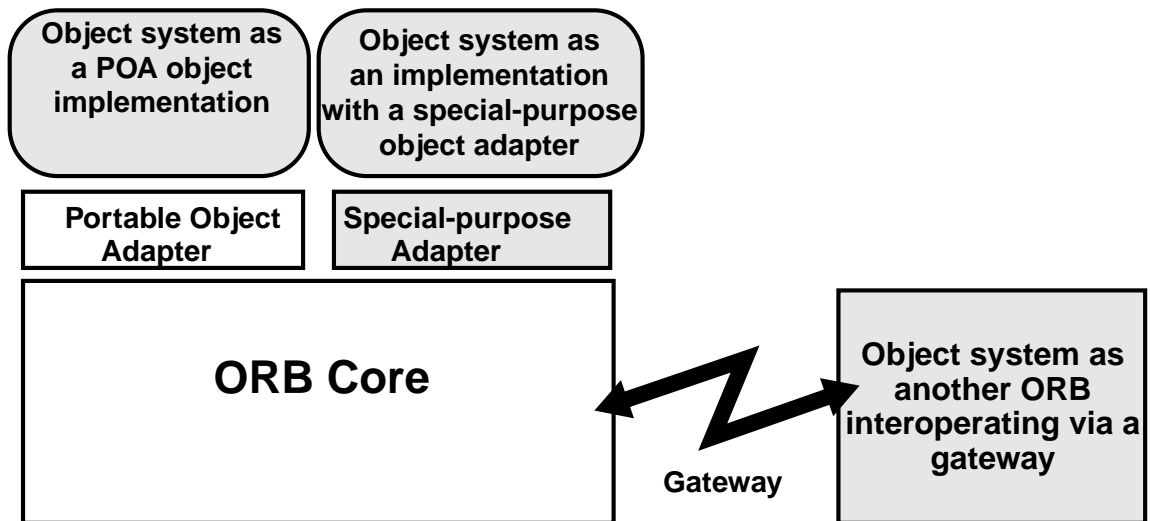 Object system as
a POA object
implementation
Object system as
an implementation
with a special-purpose
object adapter
Portable Object
Adapter
Special-purpose
Adapter
ORB Core
Gateway
Object system as
another ORB
interoperating via a
gateway